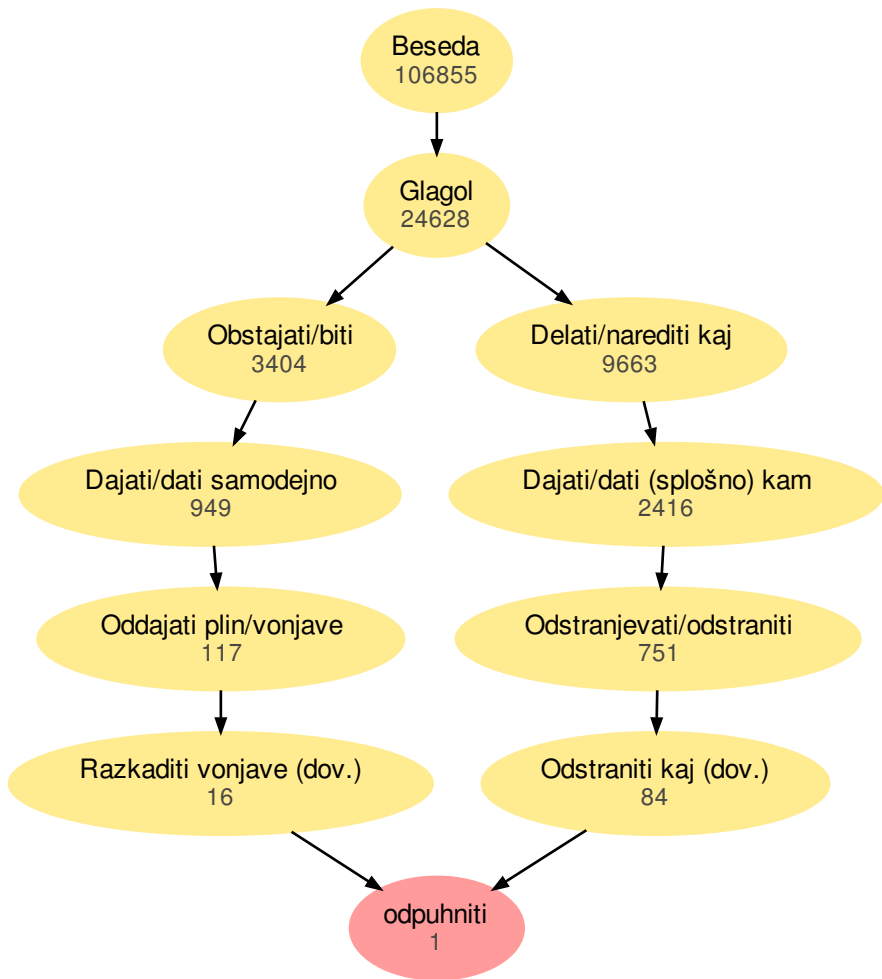 Beseda
106855
Glagol
24628
Obstajati/biti
3404
Delati/narediti kaj
9663
Dajati/dati samodejno
949
Dajati/dati (splošno) kam
2416
Oddajati plin/vonjave
117
Odstranjevati/odstraniti
751
Razkaditi vonjave (dov.)
16
Odstraniti kaj (dov.)
84
odpuhniti
1